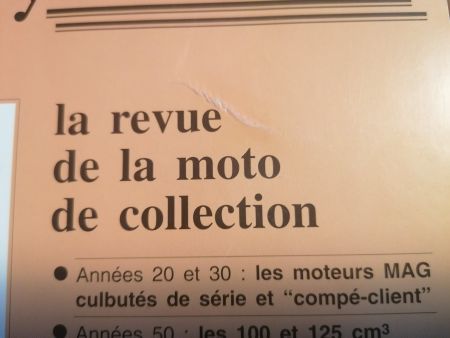 la revue
de la moto
de collection
● Années 20 et 30 : les moteurs MAG
culbutés de série et “compé-client”
● Années 50 : les 100 et 125 cm³